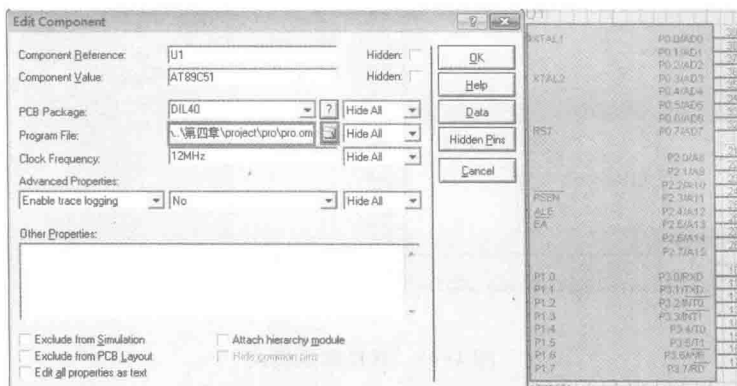 Edit Component
Component Reference: U1 Hidden:
Component Value: AT89C51 Hidden:
PCB Package: DIL40 ? Hide All
Program File: \..\第四章\project\pro\pro.om Hide All
Clock Frequency: 12MHz Hide All
Advanced Properties:
Enable trace logging No Hide All
Other Properties:
Exclude from Simulation Attach hierarchy module
Exclude from PCB Layout Hide common pins
Edit all properties as text
OK
Help
Data
Hidden Pins
Cancel
U1
XTAL1
XTAL2
RST
PSEN
ALE
EA
P1.0
P1.1
P1.2
P1.3
P1.4
P1.5
P1.6
P1.7
P0.0/AD0
P0.1/AD1
P0.2/AD2
P0.3/AD3
P0.4/AD4
P0.5/AD5
P0.6/AD6
P0.7/AD7
P2.0/A8
P2.1/A9
P2.2/A10
P2.3/A11
P2.4/A12
P2.5/A13
P2.6/A14
P2.7/A15
P3.0/RXD
P3.1/TXD
P3.2/INT0
P3.3/INT1
P3.4/T0
P3.5/T1
P3.6/WR
P3.7/RD